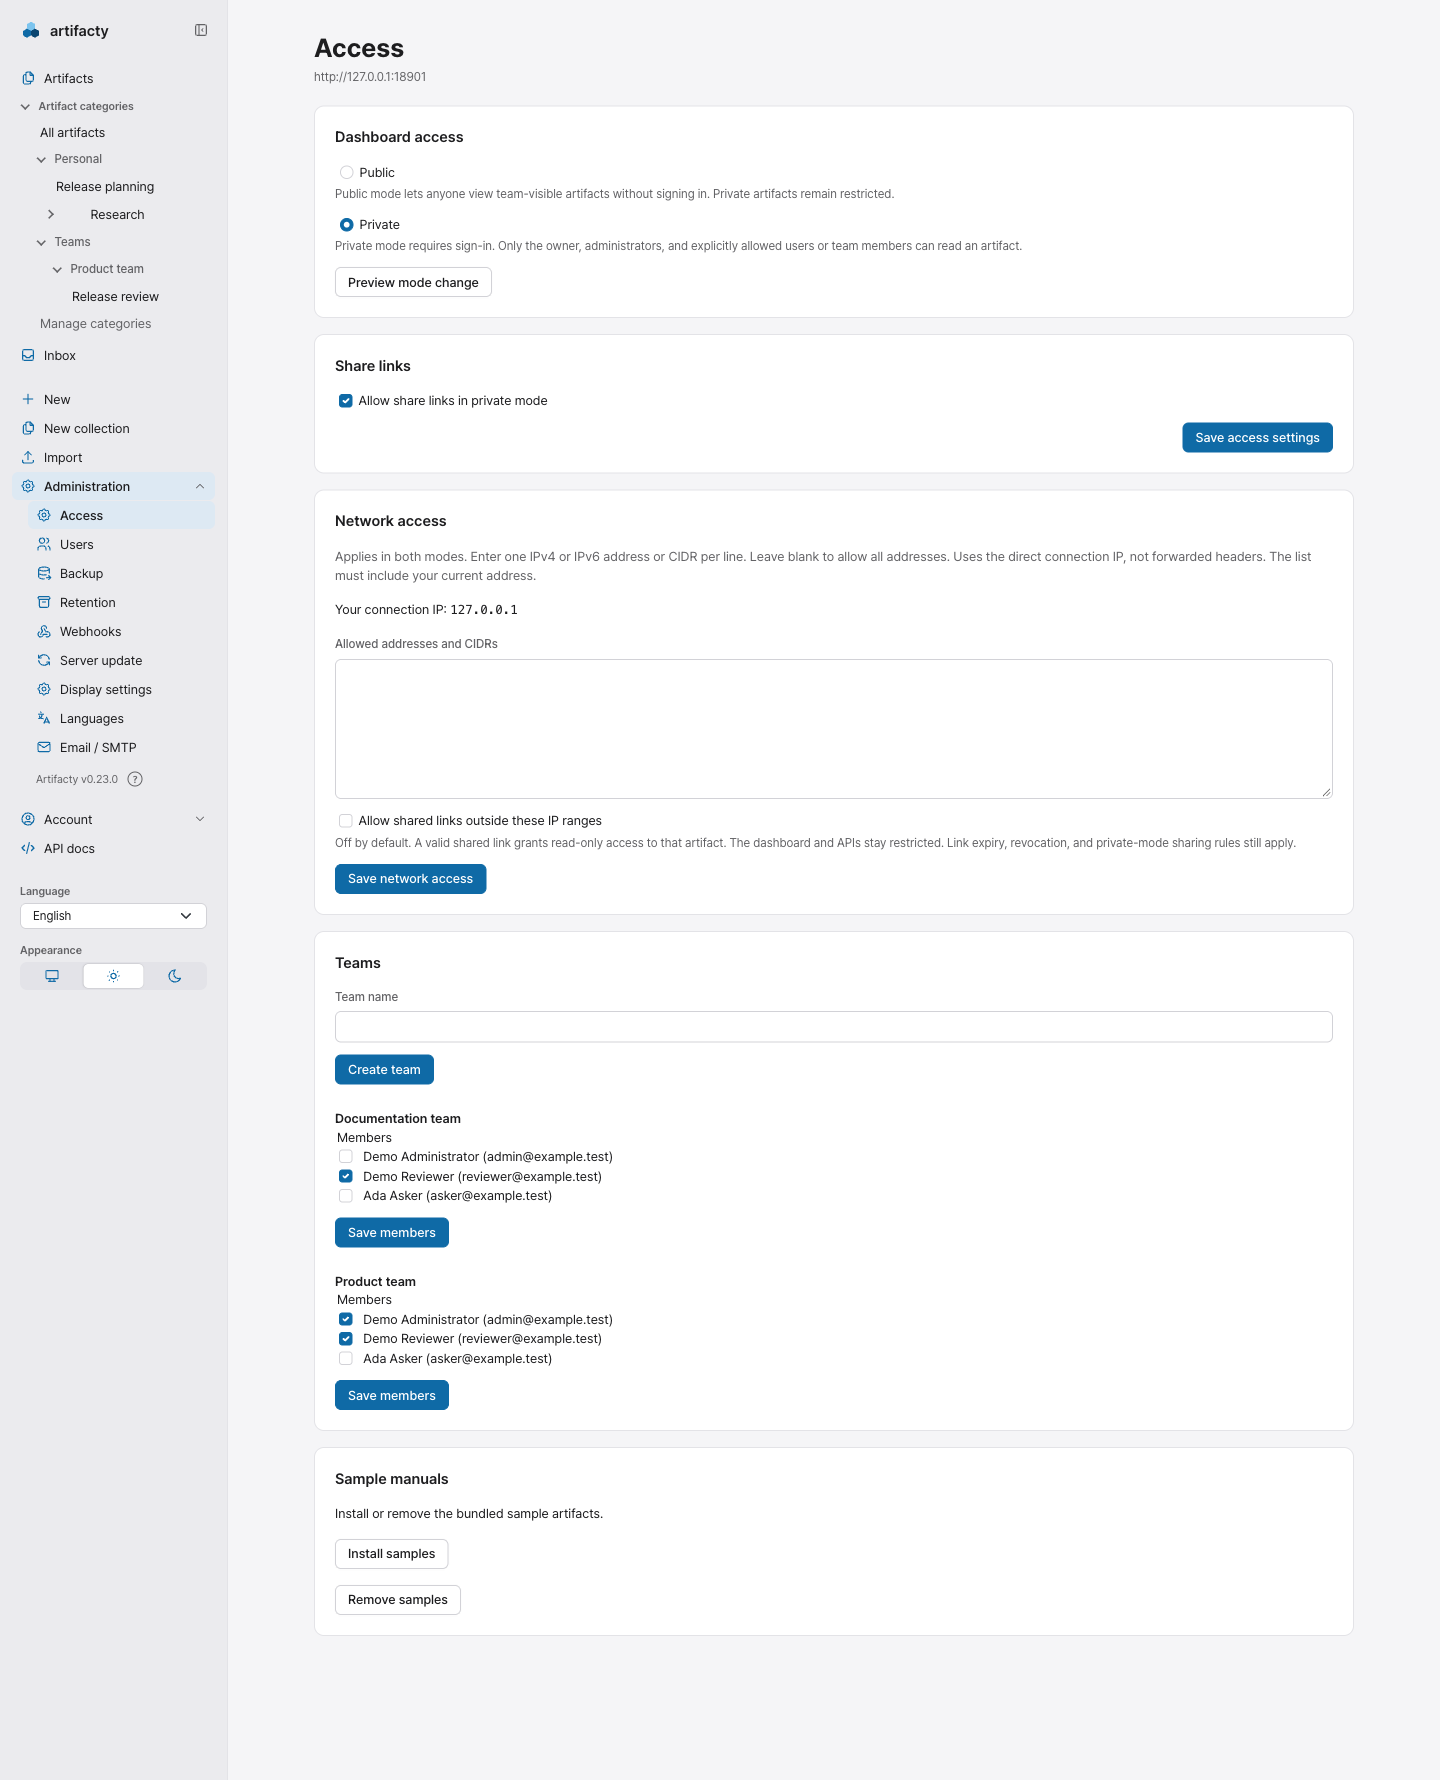 artifacty
Artifacts
Artifact categories
All artifacts
Personal
Release planning
Research
Teams
Product team
Release review
Manage categories
Inbox
New
New collection
Import
Administration
Access
Users
Backup
Retention
Webhooks
Server update
Display settings
Languages
Email / SMTP
Artifacty v0.23.0 ?
Account
API docs
Language
English
Appearance
Access
http://127.0.0.1:18901
Dashboard access
Public
Public mode lets anyone view team-visible artifacts without signing in. Private artifacts remain restricted.
Private
Private mode requires sign-in. Only the owner, administrators, and explicitly allowed users or team members can read an artifact.
Preview mode change
Share links
Allow share links in private mode
Save access settings
Network access
Applies in both modes. Enter one IPv4 or IPv6 address or CIDR per line. Leave blank to allow all addresses. Uses the direct connection IP, not forwarded headers. The list
must include your current address.
Your connection IP: 127.0.0.1
Allowed addresses and CIDRs
Allow shared links outside these IP ranges
Off by default. A valid shared link grants read-only access to that artifact. The dashboard and APIs stay restricted. Link expiry, revocation, and private-mode sharing rules still apply.
Save network access
Teams
Team name
Create team
Documentation team
Members
Demo Administrator (admin@example.test)
Demo Reviewer (reviewer@example.test)
Ada Asker (asker@example.test)
Save members
Product team
Members
Demo Administrator (admin@example.test)
Demo Reviewer (reviewer@example.test)
Ada Asker (asker@example.test)
Save members
Sample manuals
Install or remove the bundled sample artifacts.
Install samples
Remove samples